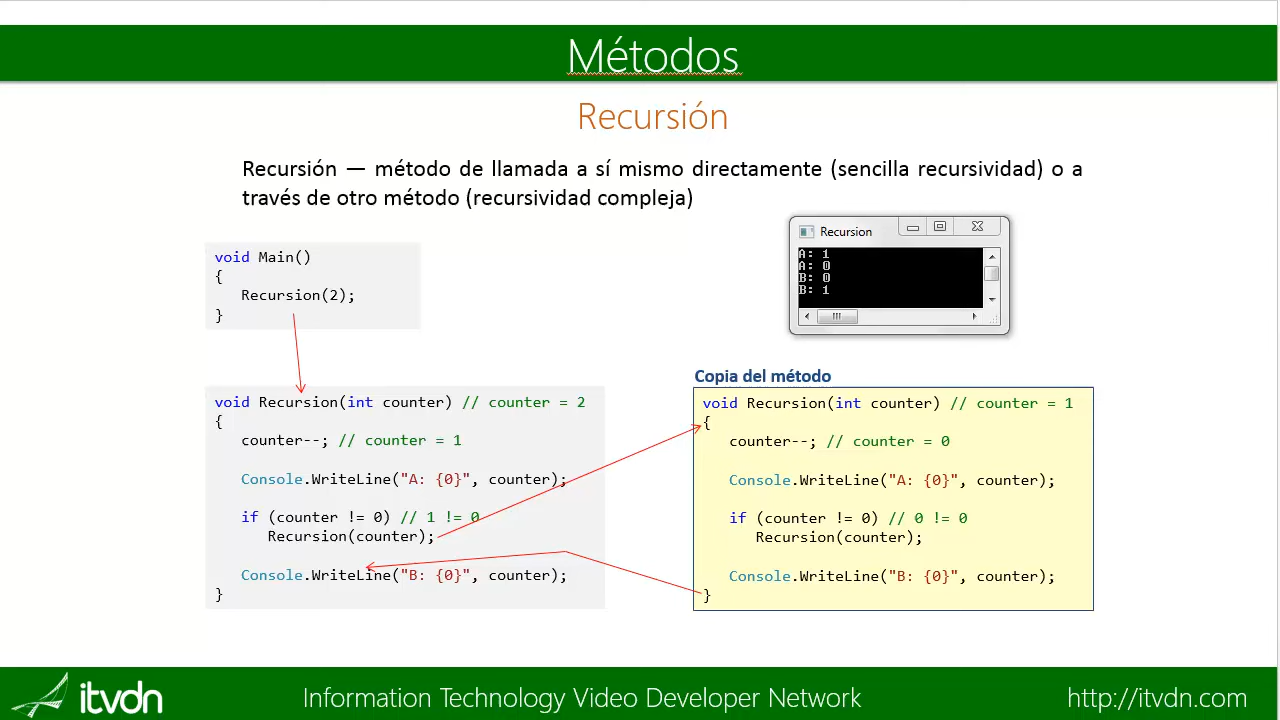 Métodos
Recursión
Recursión — método de llamada a sí mismo directamente (sencilla recursividad) o a
través de otro método (recursividad compleja)
Recursion
A: 1
A: 0
B: 0
B: 1
void Main()
{
Recursion(2);
}
void Recursion(int counter) // counter = 2
{
counter--; // counter = 1
Console.WriteLine("A: {0}", counter);
if (counter != 0) // 1 != 0
Recursion(counter);
Console.WriteLine("B: {0}", counter);
}
Copia del método
void Recursion(int counter) // counter = 1
{
counter--; // counter = 0
Console.WriteLine("A: {0}", counter);
if (counter != 0) // 0 != 0
Recursion(counter);
Console.WriteLine("B: {0}", counter);
}
itvdn
Information Technology Video Developer Network
http://itvdn.com